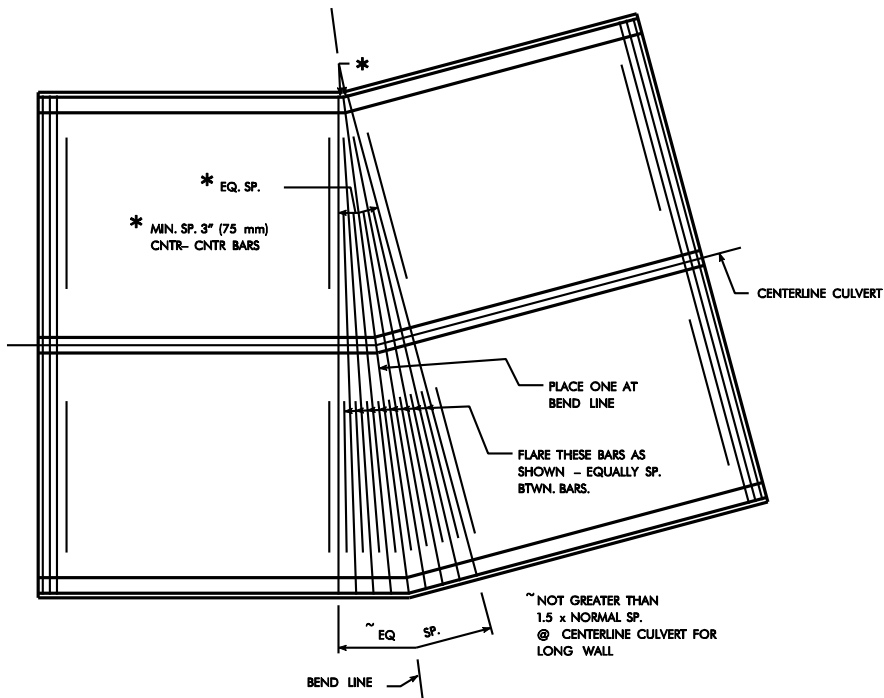 *
* EQ. SP.
* MIN. SP. 3" (75 mm)
CNTR- CNTR BARS
CENTERLINE CULVERT
PLACE ONE AT
BEND LINE
FLARE THESE BARS AS
SHOWN - EQUALLY SP.
BTWN. BARS.
~ NOT GREATER THAN
1.5 x NORMAL SP.
@ CENTERLINE CULVERT FOR
LONG WALL
~ EQ SP.
BEND LINE